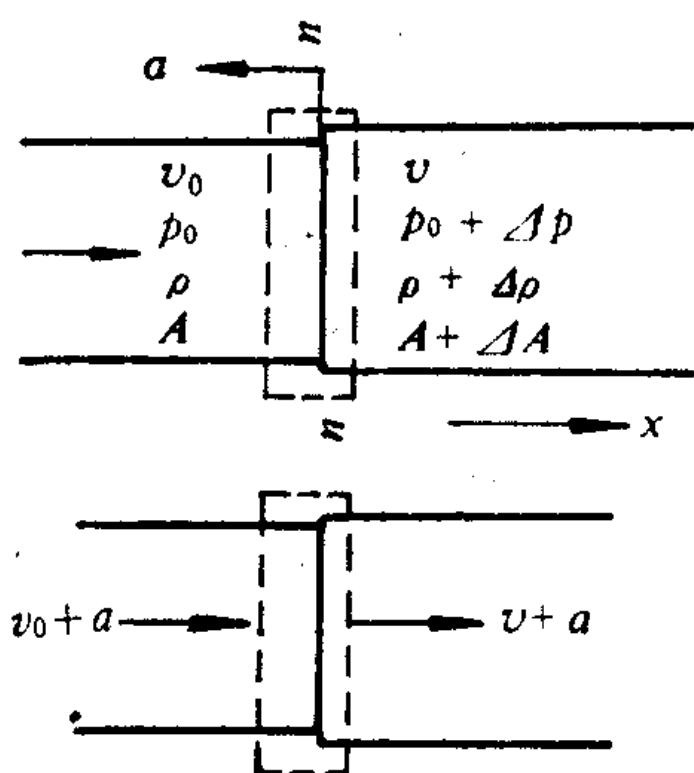 n
a
v₀ v
p₀ p₀ + Δp
ρ ρ + Δρ
A A + ΔA
n
x
v₀ + a v + a